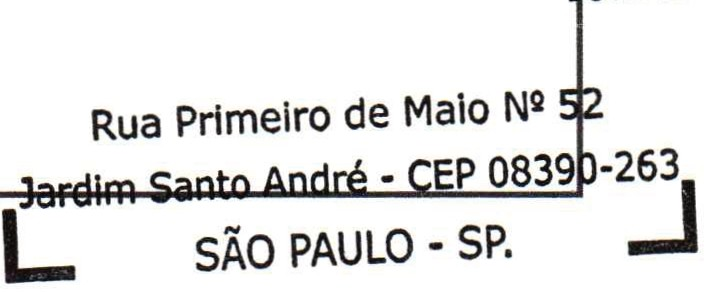 Rua Primeiro de Maio Nº 52
Jardim Santo André - CEP 08390-263
SÃO PAULO - SP.